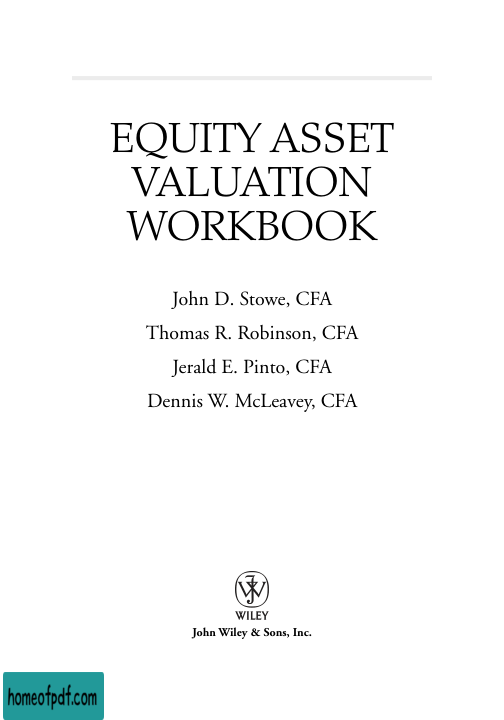 EQUITY ASSET
VALUATION
WORKBOOK
John D. Stowe, CFA
Thomas R. Robinson, CFA
Jerald E. Pinto, CFA
Dennis W. McLeavey, CFA
WILEY
John Wiley & Sons, Inc.
homeofpdf.com